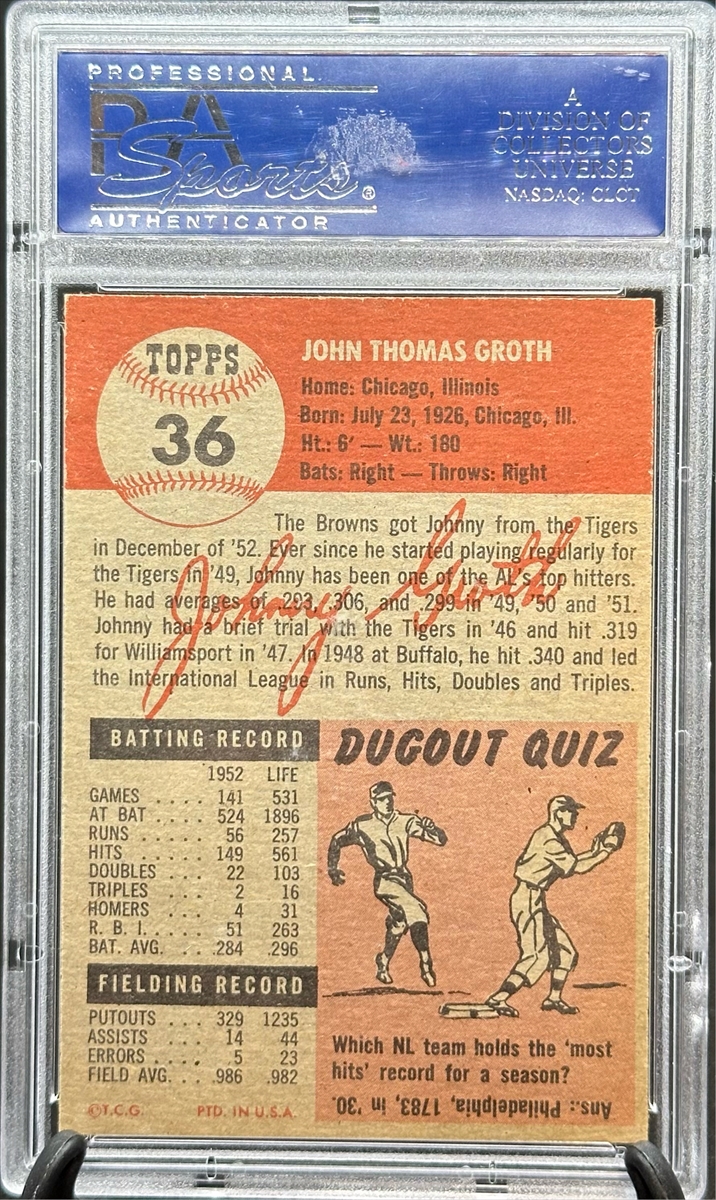 PROFESSIONAL
PSA
Sports®
AUTHENTICATOR
A
DIVISION OF
COLLECTORS
UNIVERSE
NASDAQ: CLCT
TOPPS
36
JOHN THOMAS GROTH
Home: Chicago, Illinois
Born: July 23, 1926, Chicago, Ill.
Ht.: 6′ — Wt.: 180
Bats: Right — Throws: Right
The Browns got Johnny from the Tigers
in December of '52. Ever since he started playing regularly for
the Tigers in '49, Johnny has been one of the AL's top hitters.
He had averages of .293, .306, and .299 in '49, '50 and '51.
Johnny had a brief trial with the Tigers in '46 and hit .319
for Williamsport in '47. In 1948 at Buffalo, he hit .340 and led
the International League in Runs, Hits, Doubles and Triples.
Johnny Groth
BATTING RECORD
1952 LIFE
GAMES .... 141 531
AT BAT .... 524 1896
RUNS ..... 56 257
HITS ..... 149 561
DOUBLES .. 22 103
TRIPLES ... 2 16
HOMERS ... 4 31
R. B. I. .... 51 263
BAT. AVG. .. .284 .296
FIELDING RECORD
PUTOUTS ... 329 1235
ASSISTS ... 14 44
ERRORS .... 5 23
FIELD AVG. .. .986 .982
©T.C.G. PTD. IN U.S.A.
DUGOUT QUIZ
Which NL team holds the 'most
hits' record for a season?
Ans.: Philadelphia, 1783, in '30.